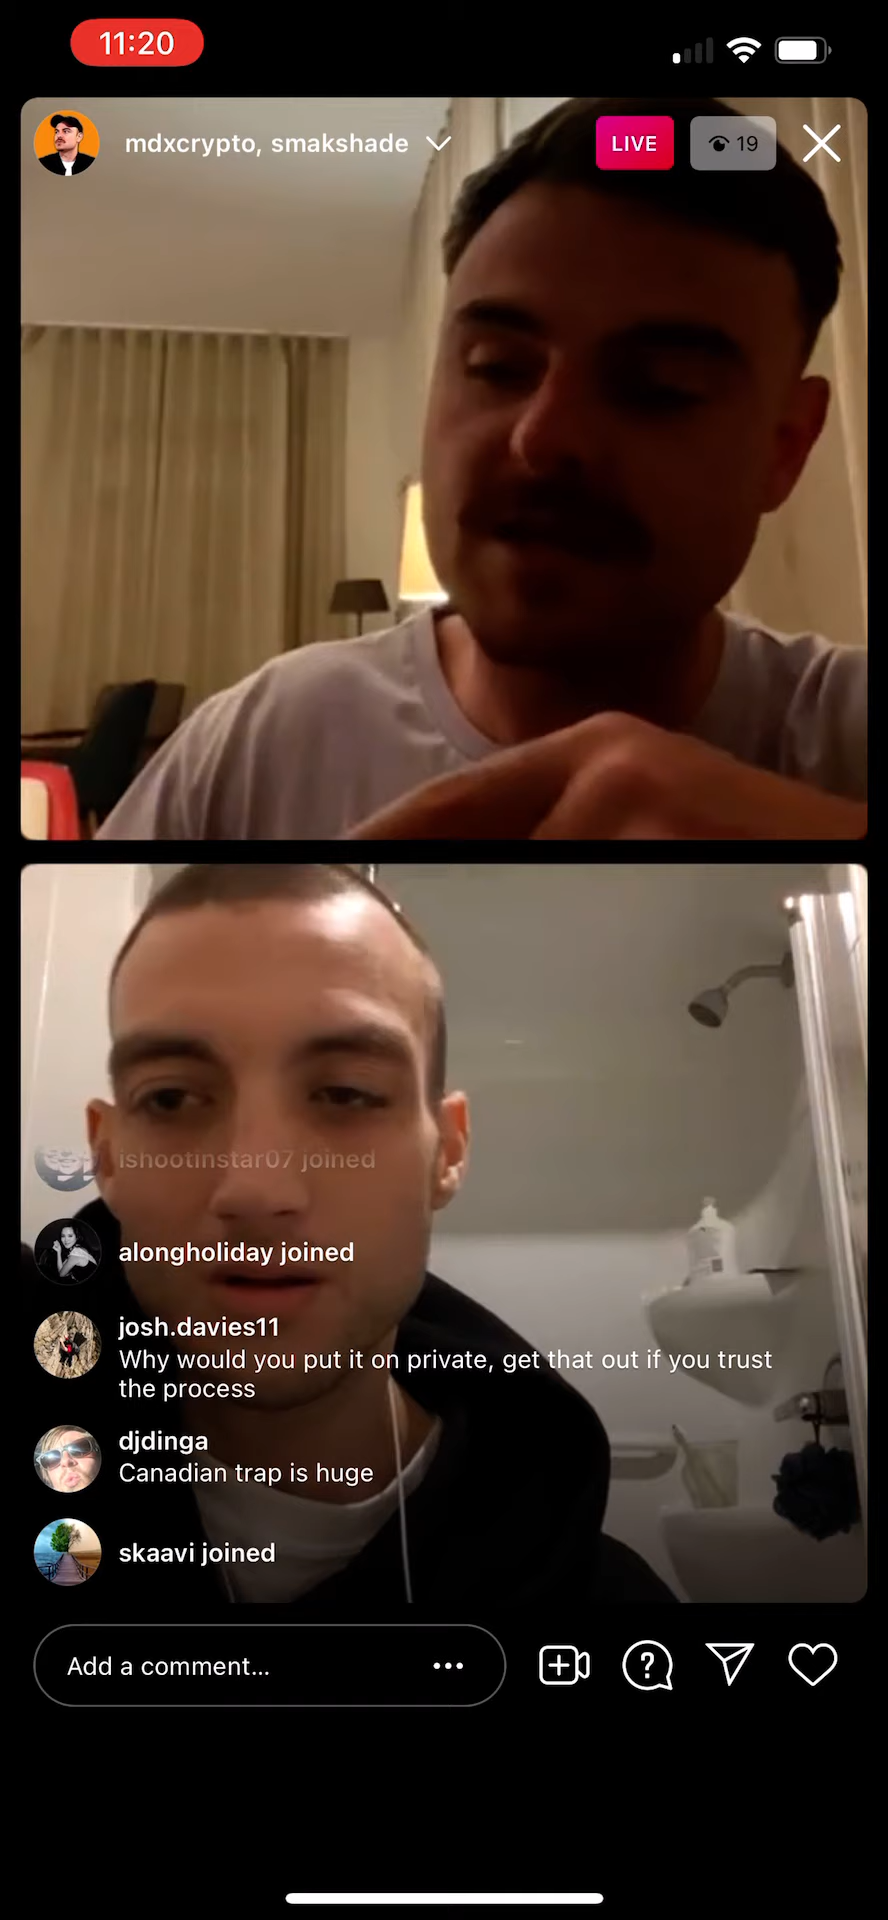 11:20
mdxcrypto, smakshade
LIVE
19
ishootinstar07 joined
alongholiday joined
josh.davies11
Why would you put it on private, get that out if you trust
the process
djdinga
Canadian trap is huge
skaavi joined
Add a comment...